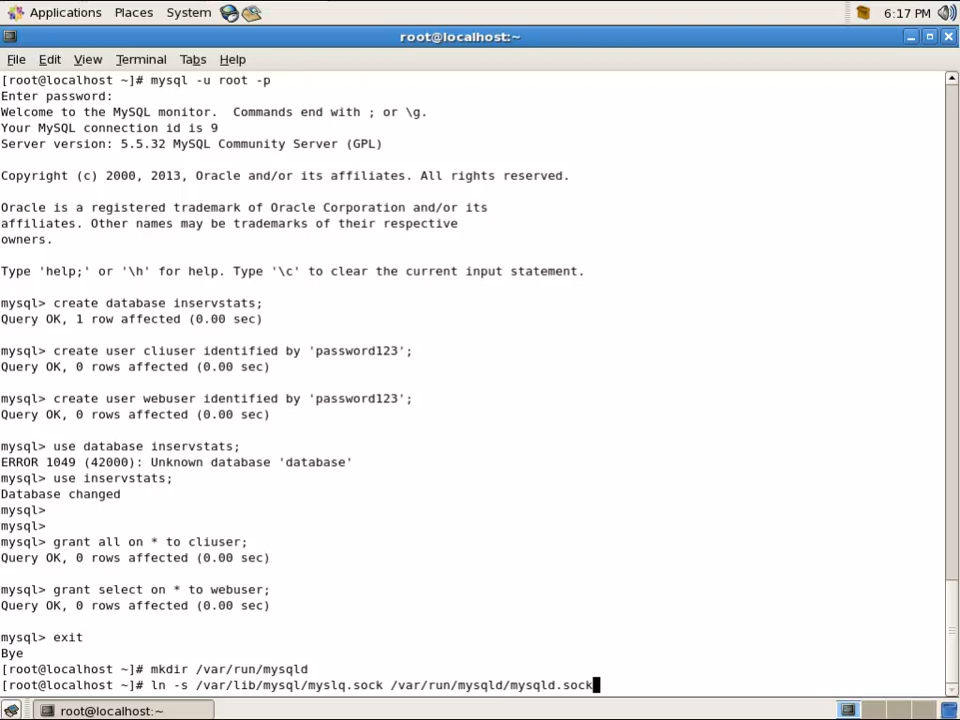 Applications Places System 6:17 PM
root@localhost:~
File Edit View Terminal Tabs Help
[root@localhost ~]# mysql -u root -p
Enter password:
Welcome to the MySQL monitor.  Commands end with ; or \g.
Your MySQL connection id is 9
Server version: 5.5.32 MySQL Community Server (GPL)
Copyright (c) 2000, 2013, Oracle and/or its affiliates. All rights reserved.
Oracle is a registered trademark of Oracle Corporation and/or its
affiliates. Other names may be trademarks of their respective
owners.
Type 'help;' or '\h' for help. Type '\c' to clear the current input statement.
mysql> create database inservstats;
Query OK, 1 row affected (0.00 sec)
mysql> create user cliuser identified by 'password123';
Query OK, 0 rows affected (0.00 sec)
mysql> create user webuser identified by 'password123';
Query OK, 0 rows affected (0.00 sec)
mysql> use database inservstats;
ERROR 1049 (42000): Unknown database 'database'
mysql> use inservstats;
Database changed
mysql>
mysql>
mysql> grant all on * to cliuser;
Query OK, 0 rows affected (0.00 sec)
mysql> grant select on * to webuser;
Query OK, 0 rows affected (0.00 sec)
mysql> exit
Bye
[root@localhost ~]# mkdir /var/run/mysqld
[root@localhost ~]# ln -s /var/lib/mysql/myslq.sock /var/run/mysqld/mysqld.sock
root@localhost:~